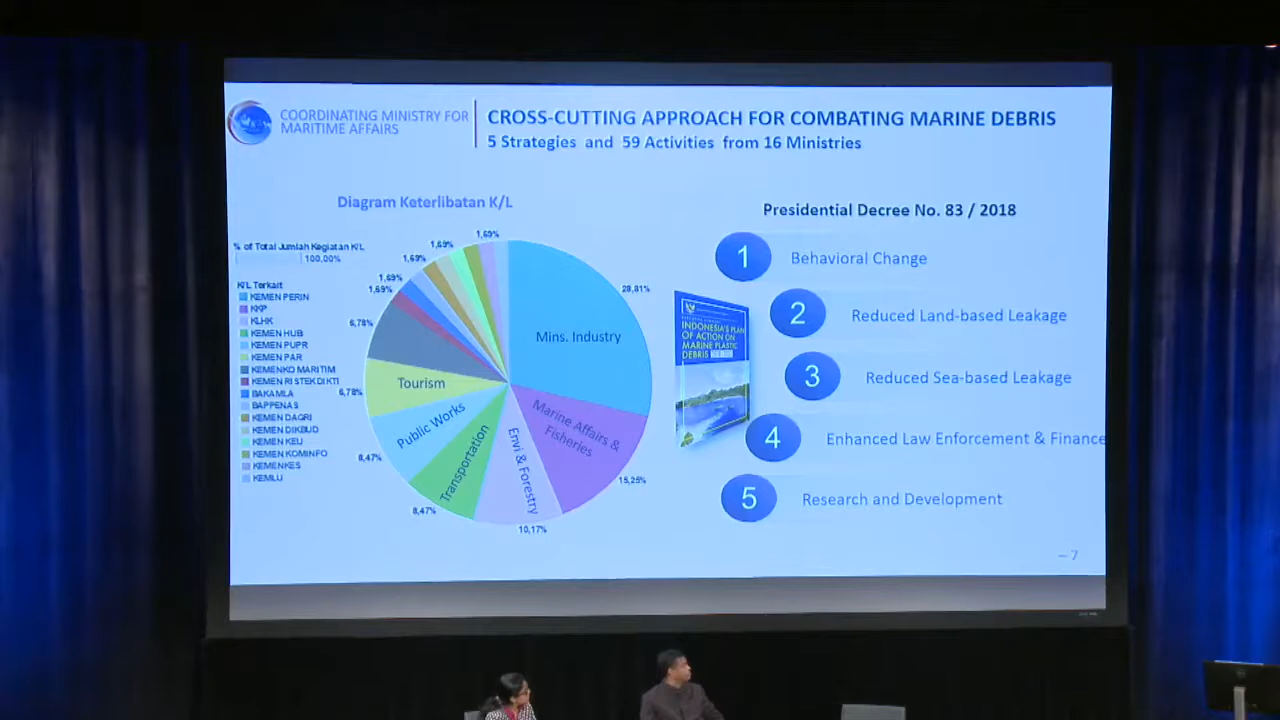 COORDINATING MINISTRY FOR
MARITIME AFFAIRS
CROSS-CUTTING APPROACH FOR COMBATING MARINE DEBRIS
5 Strategies and 59 Activities from 16 Ministries
Diagram Keterlibatan K/L
% of Total Jumlah Kegiatan K/L
100,00%
K/L Terkait
KEMEN PERIN
KKP
KLHK
KEMEN HUB
KEMEN PUPR
KEMEN PAR
KEMENKO MARITIM
KEMEN RISTEKDIKTI
BAKAMLA
BAPPENAS
KEMEN DAGRI
KEMEN DIKBUD
KEMEN KEU
KEMEN KOMINFO
KEMENKES
KEMLU
1,69%
1,69%
1,69%
1,69%
1,69%
6,78%
6,78%
8,47%
8,47%
10,17%
15,25%
28,81%
Mins. Industry
Marine Affairs &
Fisheries
Envi & Forestry
Transportation
Public Works
Tourism
Presidential Decree No. 83 / 2018
1 Behavioral Change
2 Reduced Land-based Leakage
3 Reduced Sea-based Leakage
4 Enhanced Law Enforcement & Finance
5 Research and Development
INDONESIA'S PLAN
OF ACTION ON
MARINE PLASTIC
DEBRIS
– 7